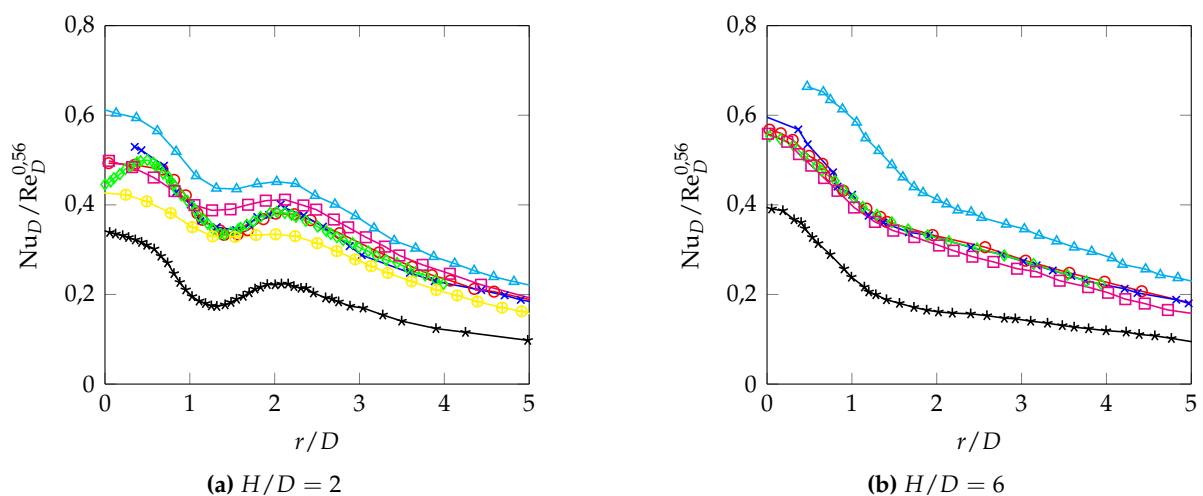 0,8
0,6
0,4
0,2
0
Nu_D/Re_D^{0,56}
0 1 2 3 4 5
r/D
(a) H/D = 2
0,8
0,6
0,4
0,2
0
Nu_D/Re_D^{0,56}
0 1 2 3 4 5
r/D
(b) H/D = 6